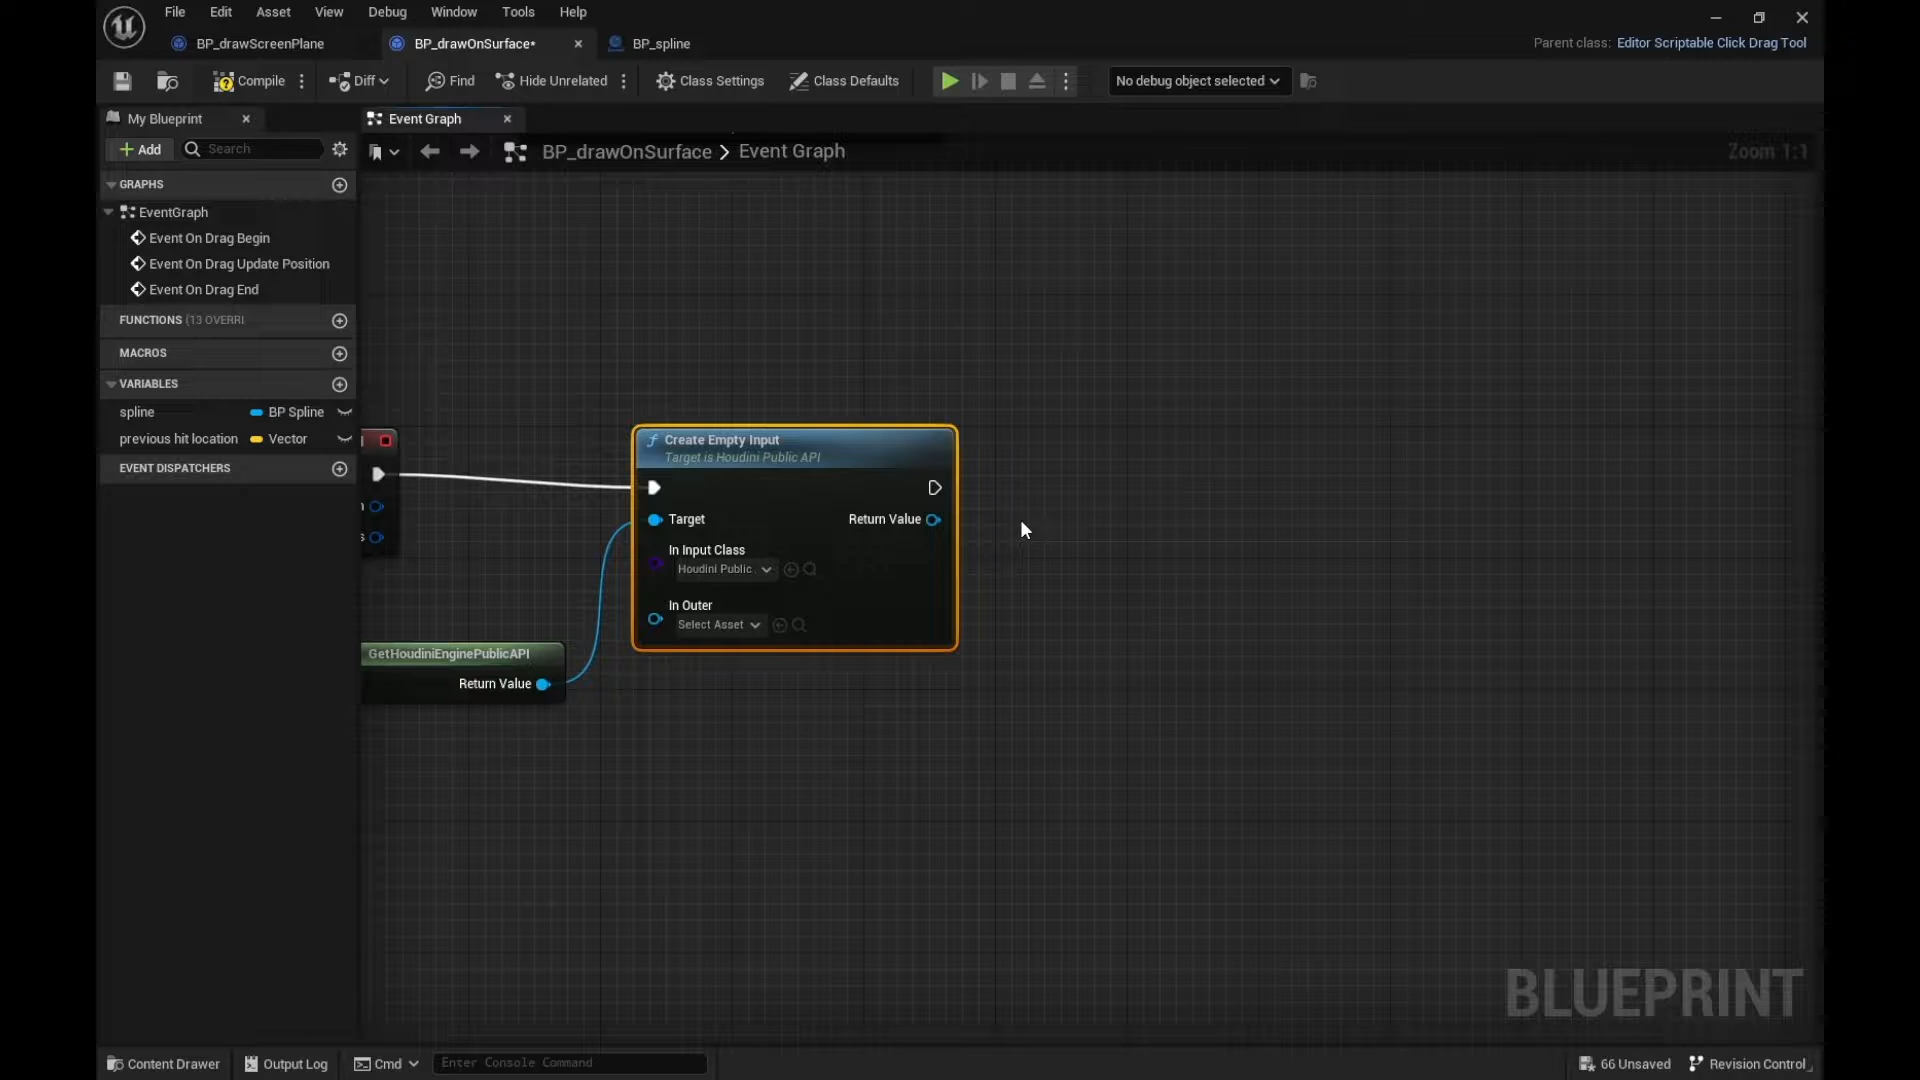 File Edit Asset View Debug Window Tools Help
BP_drawScreenPlane BP_drawOnSurface* BP_spline
Parent class: Editor Scriptable Click Drag Tool
Compile Diff Find Hide Unrelated Class Settings Class Defaults No debug object selected
My Blueprint Event Graph
Add Search
BP_drawOnSurface > Event Graph Zoom 1:1
GRAPHS
EventGraph
Event On Drag Begin
Event On Drag Update Position
Event On Drag End
FUNCTIONS (13 OVERRI
MACROS
VARIABLES
spline BP Spline
previous hit location Vector
EVENT DISPATCHERS
Create Empty Input
Target is Houdini Public API
Target Return Value
In Input Class
Houdini Public
In Outer
Select Asset
s
GetHoudiniEnginePublicAPI
Return Value
BLUEPRINT
Content Drawer Output Log Cmd Enter Console Command 66 Unsaved Revision Control